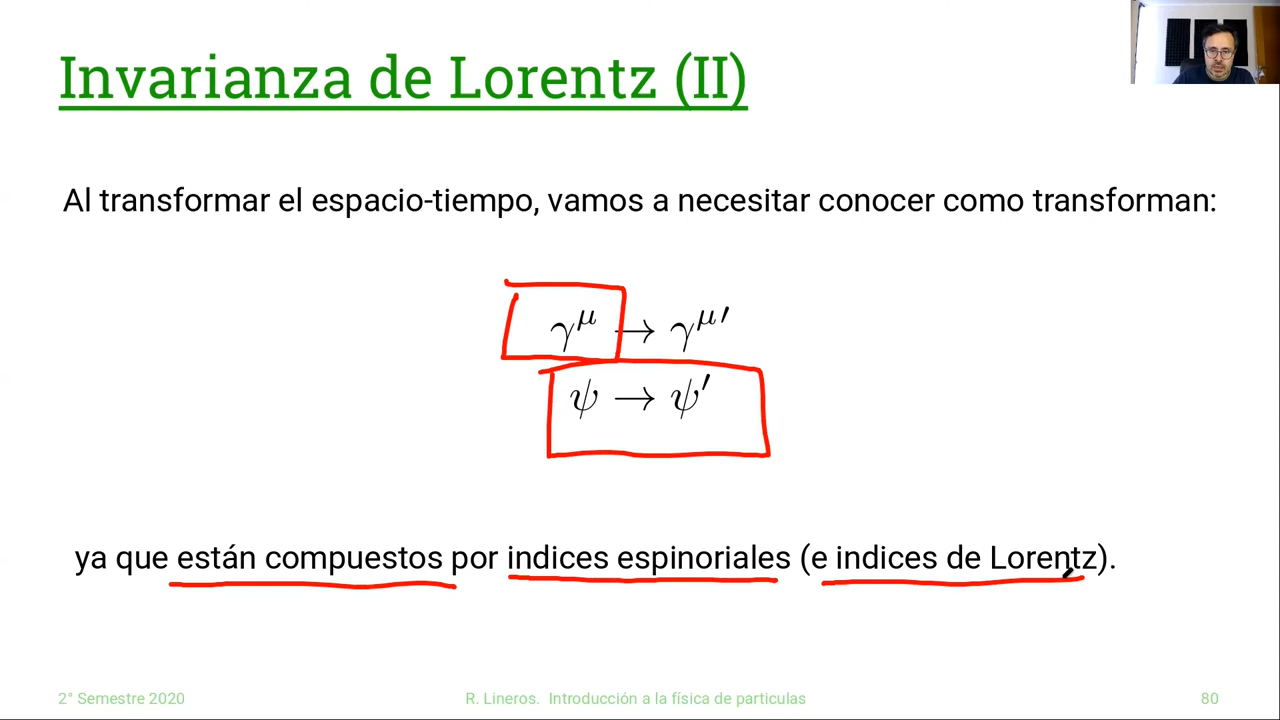 Invarianza de Lorentz (II)
Al transformar el espacio-tiempo, vamos a necesitar conocer como transforman:
γ^μ → γ^μ′
ψ → ψ′
ya que están compuestos por indices espinoriales (e indices de Lorentz).
2° Semestre 2020 R. Lineros. Introducción a la física de particulas 80